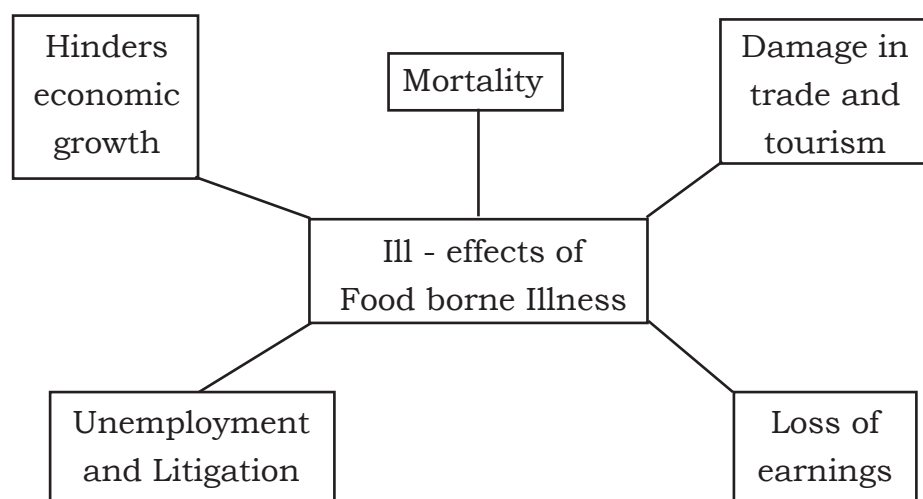 Hinders
economic
growth
Mortality
Damage in
trade and
tourism
Ill - effects of
Food borne Illness
Unemployment
and Litigation
Loss of
earnings